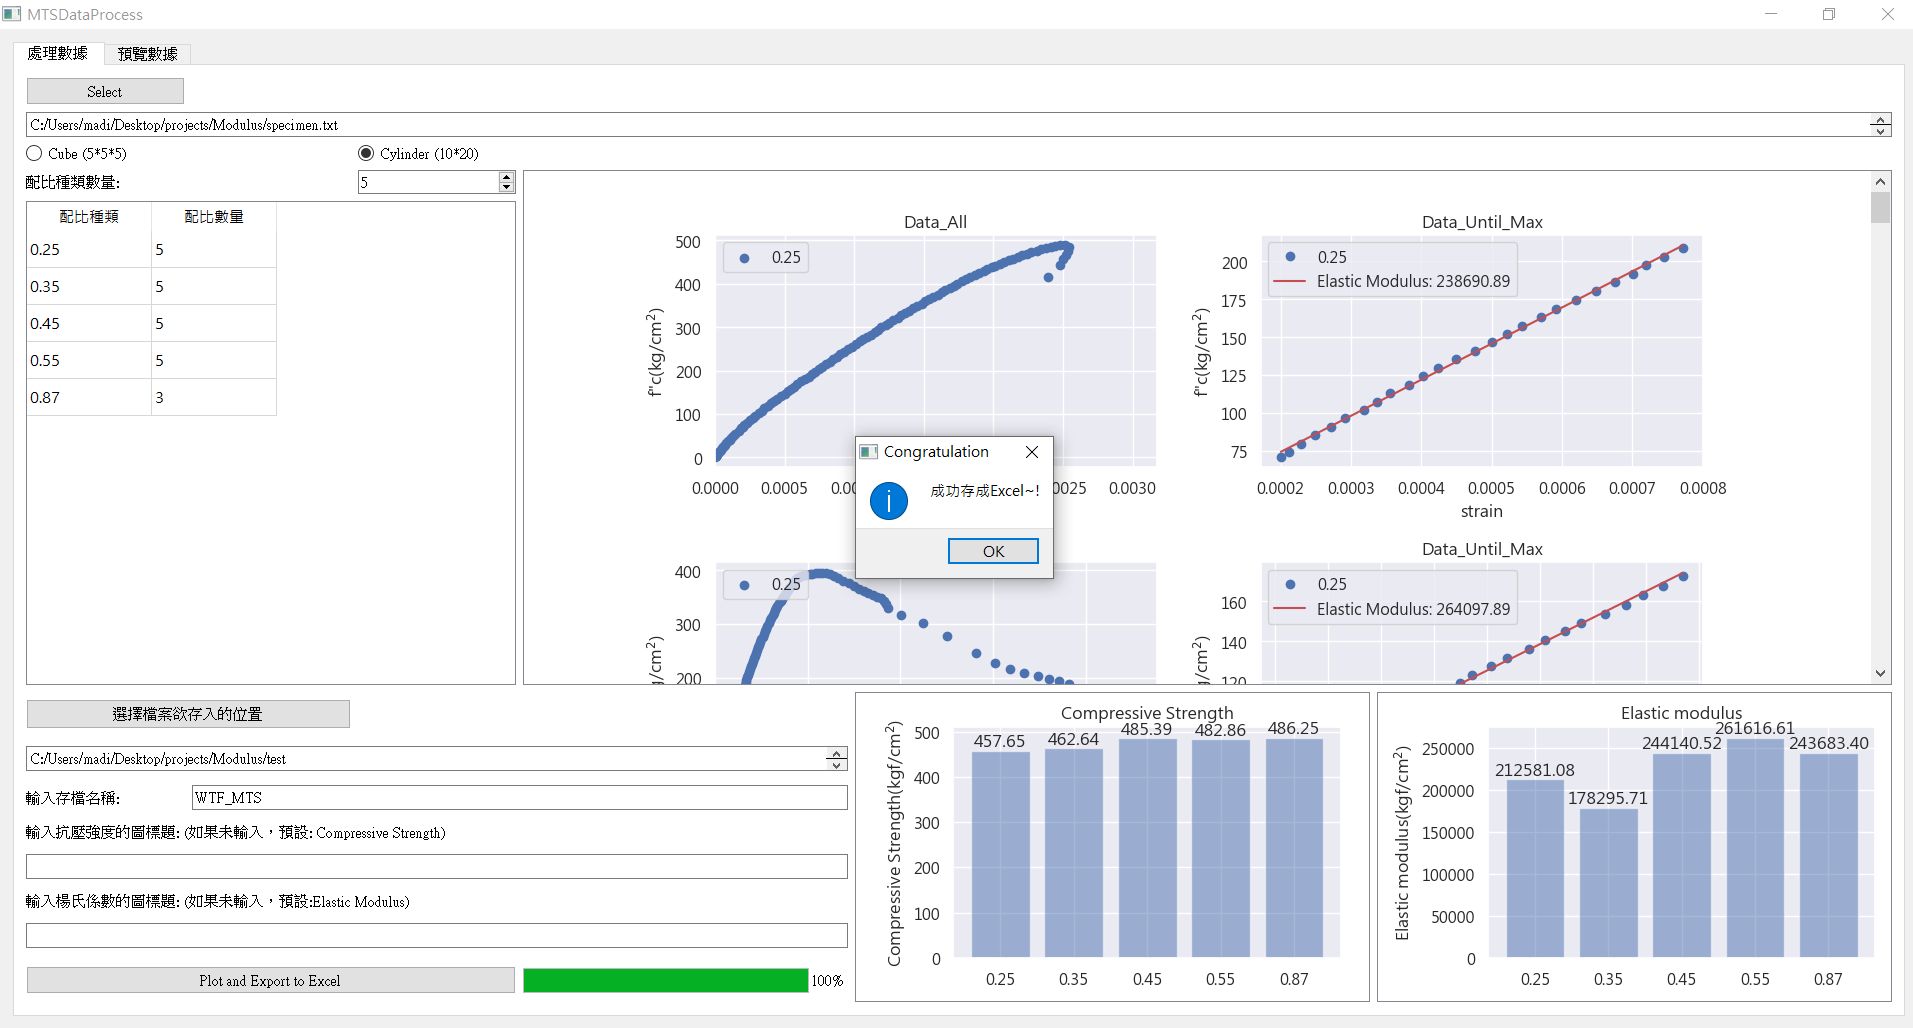 MTSDataProcess
處理數據 預覽數據
Select
C:/Users/madi/Desktop/projects/Modulus/specimen.txt
Cube (5*5*5) Cylinder (10*20)
配比種類數量: 5
配比種類 配比數量
0.25 5
0.35 5
0.45 5
0.55 5
0.87 3
Data_All
0.25
f"c(kg/cm²)
500
400
300
200
100
0
0.0000 0.0005 0.0030
Data_Until_Max
0.25
Elastic Modulus: 238690.89
f"c(kg/cm²)
200
175
150
125
100
75
0.0002 0.0003 0.0004 0.0005 0.0006 0.0007 0.0008
strain
Congratulation
成功存成Excel~!
OK
0.25
400
300
200
Data_Until_Max
0.25
Elastic Modulus: 264097.89
160
140
120
選擇檔案欲存入的位置
C:/Users/madi/Desktop/projects/Modulus/test
輸入存檔名稱: WTF_MTS
輸入抗壓強度的圖標題: (如果未輸入，預設: Compressive Strength)
輸入楊氏係數的圖標題: (如果未輸入，預設:Elastic Modulus)
Plot and Export to Excel 100%
Compressive Strength
Compressive Strength(kgf/cm²)
457.65 462.64 485.39 482.86 486.25
500
400
300
200
100
0
0.25 0.35 0.45 0.55 0.87
Elastic modulus
Elastic modulus(kgf/cm²)
212581.08 178295.71 244140.52 261616.61 243683.40
250000
200000
150000
100000
50000
0
0.25 0.35 0.45 0.55 0.87